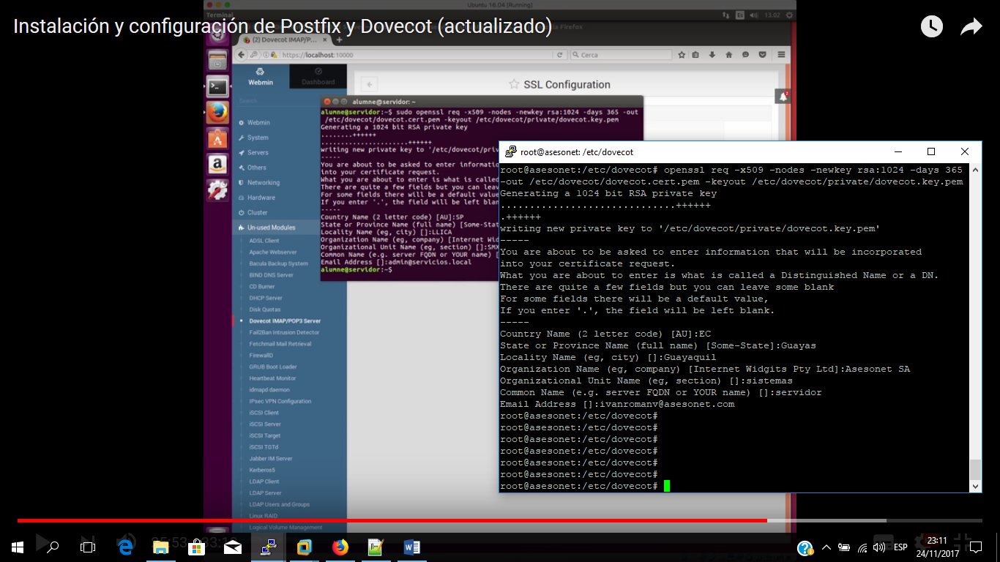 Ubuntu 16.04 [Running]
Terminal
Es
13.02
Instalación y configuración de Postfix y Dovecot (actualizado)
(2) Dovecot IMAP/P...
https://localhost:10000
Cerca
Webmin
Dashboard
Search
SSL Configuration
Webmin
System
Servers
Others
Networking
Hardware
Cluster
Un-used Modules
ADSL Client
Apache Webserver
Bacula Backup System
BIND DNS Server
CD Burner
DHCP Server
Disk Quotas
Dovecot IMAP/POP3 Server
Fail2Ban Intrusion Detector
Fetchmail Mail Retrieval
FirewallD
GRUB Boot Loader
Heartbeat Monitor
idmapd daemon
IPsec VPN Configuration
iSCSI Client
iSCSI Server
iSCSI Target
iSCSI TGTd
Jabber IM Server
Kerberos5
LDAP Client
LDAP Server
LDAP Users and Groups
Linux RAID
Logical Volume Management
alumne@servidor: ~
alumne@servidor:~$ sudo openssl req -x509 -nodes -newkey rsa:1024 -days 365 -out
/etc/dovecot/dovecot.cert.pem -keyout /etc/dovecot/private/dovecot.key.pem
Generating a 1024 bit RSA private key
........++++++
.....................++++++
writing new private key to '/etc/dovecot/priv
-----
You are about to be asked to enter informatio
into your certificate request.
What you are about to enter is what is called
There are quite a few fields but you can leav
For some fields there will be a default value
If you enter '.', the field will be left blan
-----
Country Name (2 letter code) [AU]:SP
State or Province Name (full name) [Some-Stat
Locality Name (eg, city) []:LLICA
Organization Name (eg, company) [Internet Wid
Organizational Unit Name (eg, section) []:SMX
Common Name (e.g. server FQDN or YOUR name) [
Email Address []:admin@servicios.local
alumne@servidor:~$
root@asesonet: /etc/dovecot
root@asesonet:/etc/dovecot# openssl req -x509 -nodes -newkey rsa:1024 -days 365
-out /etc/dovecot/dovecot.cert.pem -keyout /etc/dovecot/private/dovecot.key.pem
Generating a 1024 bit RSA private key
..............................++++++
.++++++
writing new private key to '/etc/dovecot/private/dovecot.key.pem'
-----
You are about to be asked to enter information that will be incorporated
into your certificate request.
What you are about to enter is what is called a Distinguished Name or a DN.
There are quite a few fields but you can leave some blank
For some fields there will be a default value,
If you enter '.', the field will be left blank.
-----
Country Name (2 letter code) [AU]:EC
State or Province Name (full name) [Some-State]:Guayas
Locality Name (eg, city) []:Guayaquil
Organization Name (eg, company) [Internet Widgits Pty Ltd]:Asesonet SA
Organizational Unit Name (eg, section) []:sistemas
Common Name (e.g. server FQDN or YOUR name) []:servidor
Email Address []:ivanromanv@asesonet.com
root@asesonet:/etc/dovecot#
root@asesonet:/etc/dovecot#
root@asesonet:/etc/dovecot#
root@asesonet:/etc/dovecot#
root@asesonet:/etc/dovecot#
root@asesonet:/etc/dovecot#
root@asesonet:/etc/dovecot#
ESP
23:11
24/11/2017